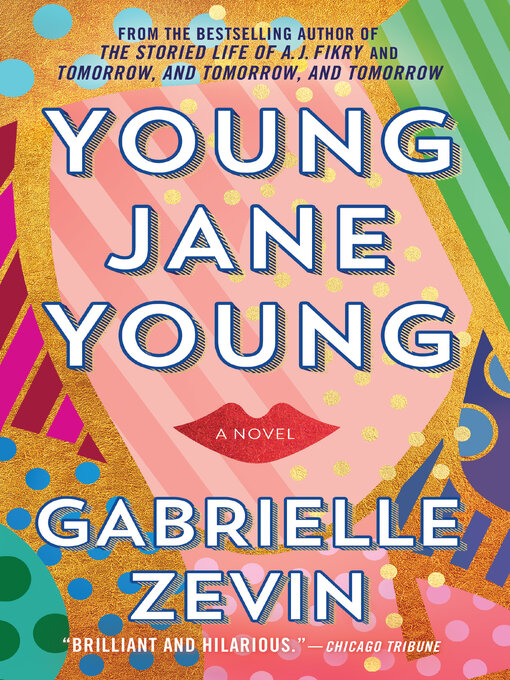 FROM THE BESTSELLING AUTHOR OF
THE STORIED LIFE OF A. J. FIKRY AND
TOMORROW, AND TOMORROW, AND TOMORROW
YOUNG
JANE
YOUNG
A NOVEL
GABRIELLE
ZEVIN
“BRILLIANT AND HILARIOUS.” — CHICAGO TRIBUNE